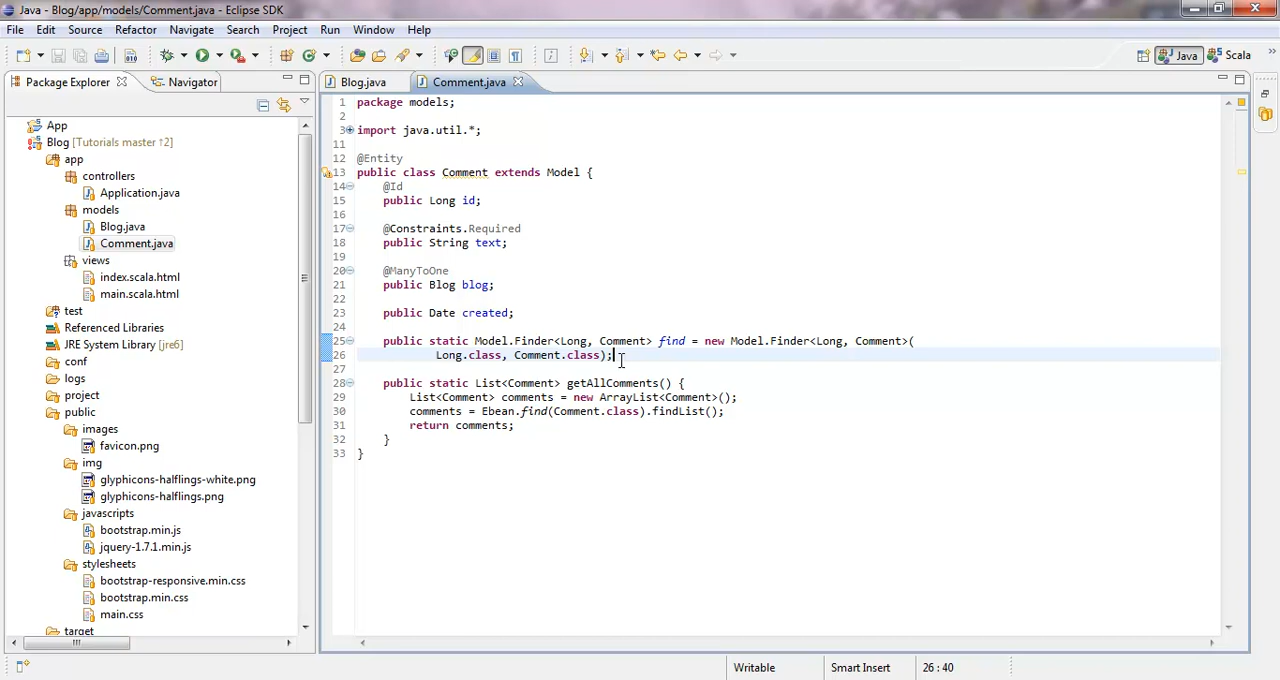 Java - Blog/app/models/Comment.java - Eclipse SDK
File Edit Source Refactor Navigate Search Project Run Window Help
Java Scala
Package Explorer Navigator
Blog.java Comment.java
App
Blog [Tutorials master ↑2]
app
controllers
Application.java
models
Blog.java
Comment.java
views
index.scala.html
main.scala.html
test
Referenced Libraries
JRE System Library [jre6]
conf
logs
project
public
images
favicon.png
img
glyphicons-halflings-white.png
glyphicons-halflings.png
javascripts
bootstrap.min.js
jquery-1.7.1.min.js
stylesheets
bootstrap-responsive.min.css
bootstrap.min.css
main.css
target
1 package models;
2
3 import java.util.*;
11
12 @Entity
13 public class Comment extends Model {
14 @Id
15 public Long id;
16
17 @Constraints.Required
18 public String text;
19
20 @ManyToOne
21 public Blog blog;
22
23 public Date created;
24
25 public static Model.Finder<Long, Comment> find = new Model.Finder<Long, Comment>(
26 Long.class, Comment.class);
27
28 public static List<Comment> getAllComments() {
29 List<Comment> comments = new ArrayList<Comment>();
30 comments = Ebean.find(Comment.class).findList();
31 return comments;
32 }
33 }
Writable Smart Insert 26 : 40